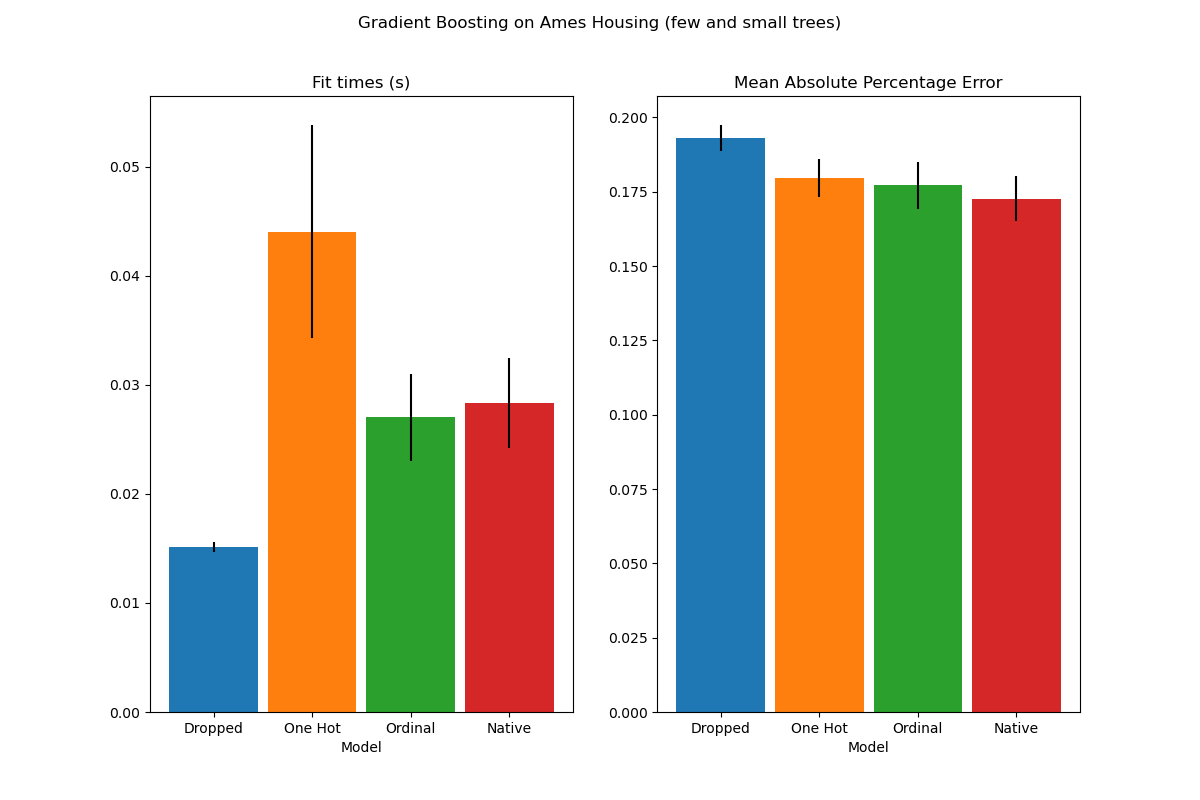 Gradient Boosting on Ames Housing (few and small trees)
Fit times (s)
0.05
0.04
0.03
0.02
0.01
0.00
Dropped One Hot Ordinal Native
Model
Mean Absolute Percentage Error
0.200
0.175
0.150
0.125
0.100
0.075
0.050
0.025
0.000
Dropped One Hot Ordinal Native
Model